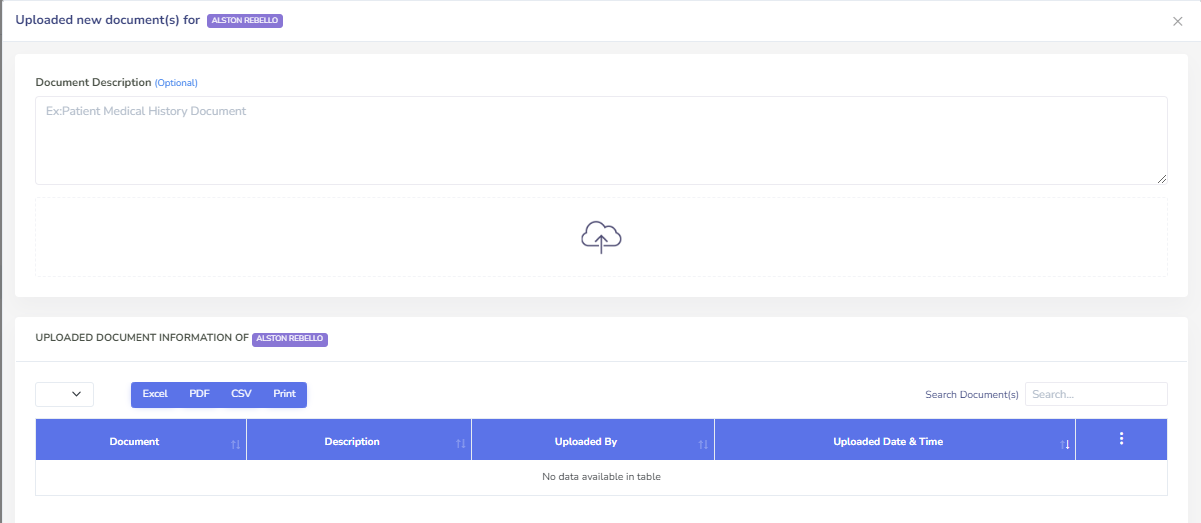 Uploaded new document(s) for ALSTON REBELLO
Document Description (Optional)
Ex:Patient Medical History Document
UPLOADED DOCUMENT INFORMATION OF ALSTON REBELLO
Excel PDF CSV Print
Search Document(s) Search...
Document Description Uploaded By Uploaded Date & Time
No data available in table